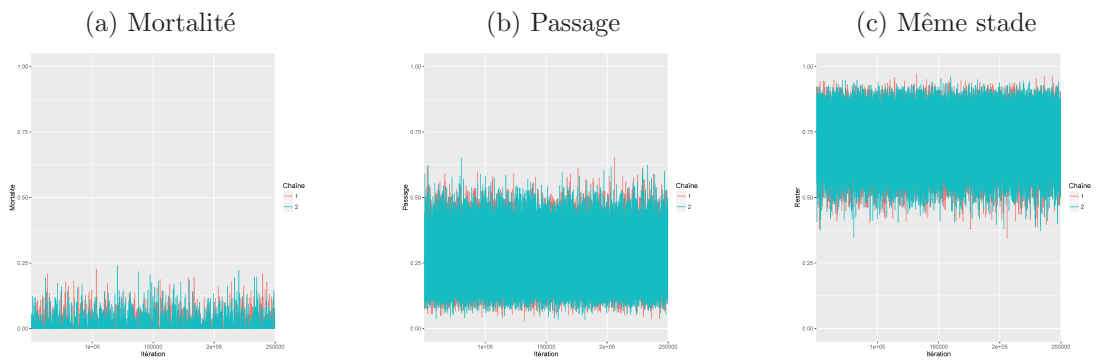 (a) Mortalité
(b) Passage
(c) Même stade
1.00
0.75
0.50
0.25
0.00
Mortalité
1e+05
150000
2e+05
250000
Itération
Chaîne
1
2
1.00
0.75
0.50
0.25
0.00
Passage
1e+05
150000
2e+05
250000
Itération
Chaîne
1
2
1.00
0.75
0.50
0.25
0.00
Rester
150000
2e+05
250000
Itération
Chaîne
1
2